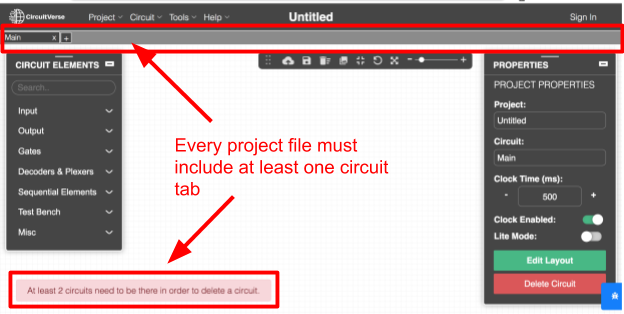 CircuitVerse Project Circuit Tools Help Untitled Sign In
Main x +
CIRCUIT ELEMENTS
Search..
Input
Output
Gates
Decoders & Plexers
Sequential Elements
Test Bench
Misc
- +
Every project file must
include at least one circuit
tab
PROPERTIES
PROJECT PROPERTIES
Project:
Untitled
Circuit:
Main
Clock Time (ms):
- 500 +
Clock Enabled:
Lite Mode:
Edit Layout
Delete Circuit
At least 2 circuits need to be there in order to delete a circuit.